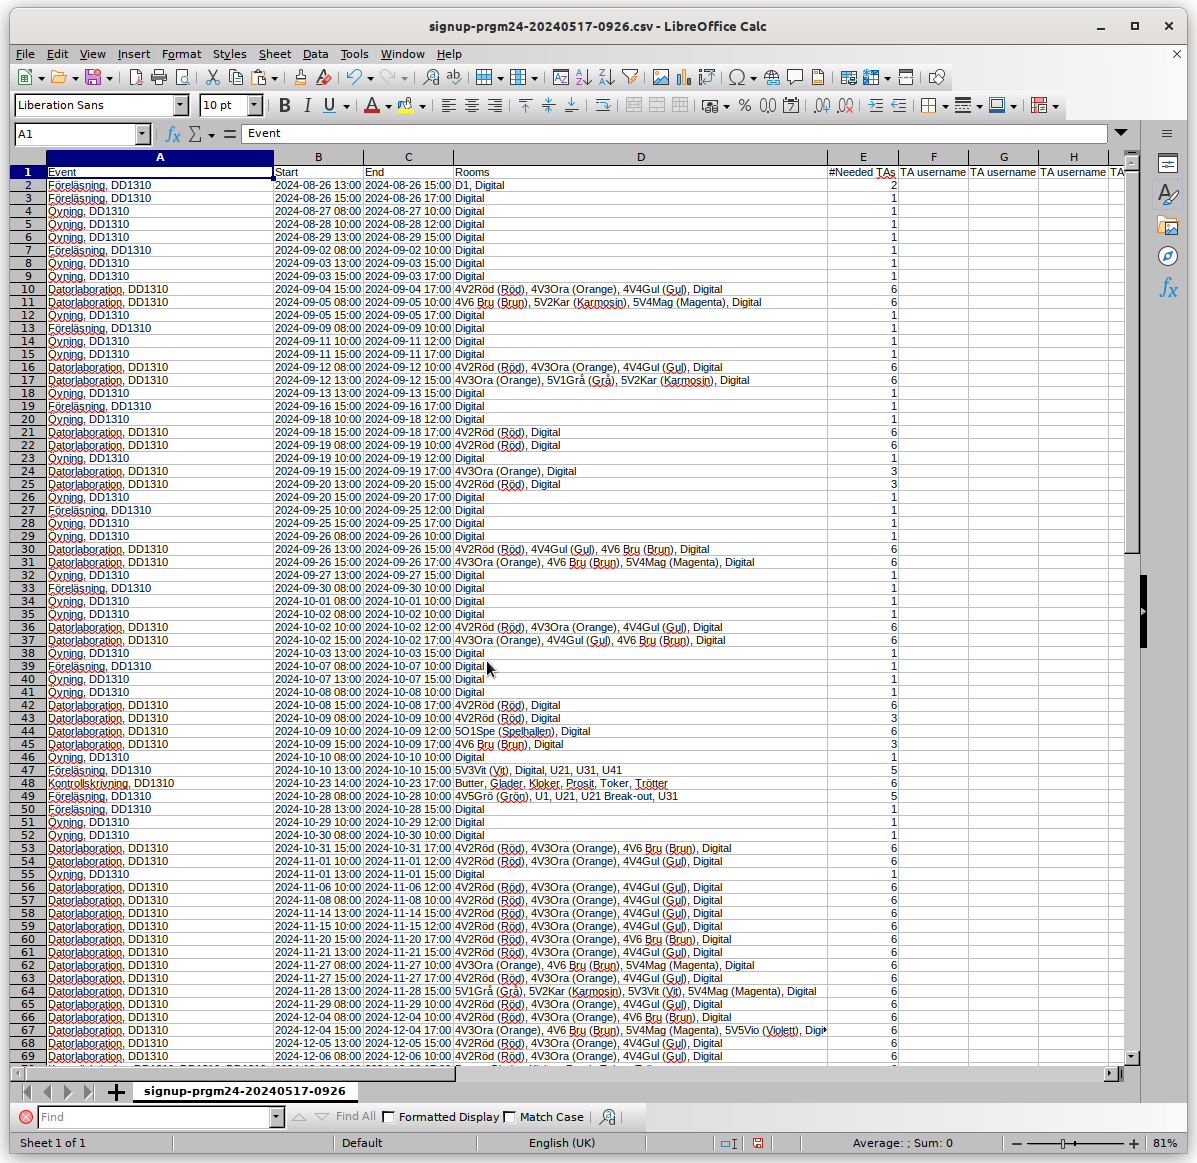 signup-prgm24-20240517-0926.csv - LibreOffice Calc
File Edit View Insert Format Styles Sheet Data Tools Window Help
Liberation Sans 10 pt
A1 Event
A B C D E F G H
1 Event Start End Rooms #Needed TAs TA username TA username TA username TA
2 Föreläsning, DD1310 2024-08-26 13:00 2024-08-26 15:00 D1, Digital 2
3 Föreläsning, DD1310 2024-08-26 15:00 2024-08-26 17:00 Digital 1
4 Övning, DD1310 2024-08-27 08:00 2024-08-27 10:00 Digital 1
5 Övning, DD1310 2024-08-28 10:00 2024-08-28 12:00 Digital 1
6 Övning, DD1310 2024-08-29 13:00 2024-08-29 15:00 Digital 1
7 Föreläsning, DD1310 2024-09-02 08:00 2024-09-02 10:00 Digital 1
8 Övning, DD1310 2024-09-03 13:00 2024-09-03 15:00 Digital 1
9 Övning, DD1310 2024-09-03 15:00 2024-09-03 17:00 Digital 1
10 Datorlaboration, DD1310 2024-09-04 15:00 2024-09-04 17:00 4V2Röd (Röd), 4V3Ora (Orange), 4V4Gul (Gul), Digital 6
11 Datorlaboration, DD1310 2024-09-05 08:00 2024-09-05 10:00 4V6 Bru (Brun), 5V2Kar (Karmosin), 5V4Mag (Magenta), Digital 6
12 Övning, DD1310 2024-09-05 15:00 2024-09-05 17:00 Digital 1
13 Föreläsning, DD1310 2024-09-09 08:00 2024-09-09 10:00 Digital 1
14 Övning, DD1310 2024-09-11 10:00 2024-09-11 12:00 Digital 1
15 Övning, DD1310 2024-09-11 15:00 2024-09-11 17:00 Digital 1
16 Datorlaboration, DD1310 2024-09-12 08:00 2024-09-12 10:00 4V2Röd (Röd), 4V3Ora (Orange), 4V4Gul (Gul), Digital 6
17 Datorlaboration, DD1310 2024-09-12 13:00 2024-09-12 15:00 4V3Ora (Orange), 5V1Grå (Grå), 5V2Kar (Karmosin), Digital 6
18 Övning, DD1310 2024-09-13 13:00 2024-09-13 15:00 Digital 1
19 Föreläsning, DD1310 2024-09-16 15:00 2024-09-16 17:00 Digital 1
20 Övning, DD1310 2024-09-18 10:00 2024-09-18 12:00 Digital 1
21 Datorlaboration, DD1310 2024-09-18 15:00 2024-09-18 17:00 4V2Röd (Röd), Digital 6
22 Datorlaboration, DD1310 2024-09-19 08:00 2024-09-19 10:00 4V2Röd (Röd), Digital 6
23 Övning, DD1310 2024-09-19 10:00 2024-09-19 12:00 Digital 1
24 Datorlaboration, DD1310 2024-09-19 15:00 2024-09-19 17:00 4V3Ora (Orange), Digital 3
25 Datorlaboration, DD1310 2024-09-20 13:00 2024-09-20 15:00 4V2Röd (Röd), Digital 3
26 Övning, DD1310 2024-09-20 15:00 2024-09-20 17:00 Digital 1
27 Föreläsning, DD1310 2024-09-25 10:00 2024-09-25 12:00 Digital 1
28 Övning, DD1310 2024-09-25 15:00 2024-09-25 17:00 Digital 1
29 Övning, DD1310 2024-09-26 08:00 2024-09-26 10:00 Digital 1
30 Datorlaboration, DD1310 2024-09-26 13:00 2024-09-26 15:00 4V2Röd (Röd), 4V4Gul (Gul), 4V6 Bru (Brun), Digital 6
31 Datorlaboration, DD1310 2024-09-26 15:00 2024-09-26 17:00 4V3Ora (Orange), 4V6 Bru (Brun), 5V4Mag (Magenta), Digital 6
32 Övning, DD1310 2024-09-27 13:00 2024-09-27 15:00 Digital 1
33 Föreläsning, DD1310 2024-09-30 08:00 2024-09-30 10:00 Digital 1
34 Övning, DD1310 2024-10-01 08:00 2024-10-01 10:00 Digital 1
35 Övning, DD1310 2024-10-02 08:00 2024-10-02 10:00 Digital 1
36 Datorlaboration, DD1310 2024-10-02 10:00 2024-10-02 12:00 4V2Röd (Röd), 4V3Ora (Orange), 4V4Gul (Gul), Digital 6
37 Datorlaboration, DD1310 2024-10-02 15:00 2024-10-02 17:00 4V3Ora (Orange), 4V4Gul (Gul), 4V6 Bru (Brun), Digital 6
38 Övning, DD1310 2024-10-03 13:00 2024-10-03 15:00 Digital 1
39 Föreläsning, DD1310 2024-10-07 08:00 2024-10-07 10:00 Digital 1
40 Övning, DD1310 2024-10-07 13:00 2024-10-07 15:00 Digital 1
41 Övning, DD1310 2024-10-08 08:00 2024-10-08 10:00 Digital 1
42 Datorlaboration, DD1310 2024-10-08 15:00 2024-10-08 17:00 4V2Röd (Röd), Digital 6
43 Datorlaboration, DD1310 2024-10-09 08:00 2024-10-09 10:00 4V2Röd (Röd), Digital 3
44 Datorlaboration, DD1310 2024-10-09 10:00 2024-10-09 12:00 5O1Spe (Spelhallen), Digital 6
45 Datorlaboration, DD1310 2024-10-09 15:00 2024-10-09 17:00 4V6 Bru (Brun), Digital 3
46 Övning, DD1310 2024-10-10 08:00 2024-10-10 10:00 Digital 1
47 Föreläsning, DD1310 2024-10-10 13:00 2024-10-10 15:00 5V3Vit (Vit), Digital, U21, U31, U41 5
48 Kontrollskrivning, DD1310 2024-10-23 14:00 2024-10-23 17:00 Butter, Glader, Kloker, Prosit, Toker, Trötter 6
49 Föreläsning, DD1310 2024-10-28 08:00 2024-10-28 10:00 4V5Grö (Grön), U1, U21, U21 Break-out, U31 5
50 Föreläsning, DD1310 2024-10-28 13:00 2024-10-28 15:00 Digital 1
51 Övning, DD1310 2024-10-29 10:00 2024-10-29 12:00 Digital 1
52 Övning, DD1310 2024-10-30 08:00 2024-10-30 10:00 Digital 1
53 Datorlaboration, DD1310 2024-10-31 15:00 2024-10-31 17:00 4V2Röd (Röd), 4V3Ora (Orange), 4V6 Bru (Brun), Digital 6
54 Datorlaboration, DD1310 2024-11-01 10:00 2024-11-01 12:00 4V2Röd (Röd), 4V3Ora (Orange), 4V4Gul (Gul), Digital 6
55 Övning, DD1310 2024-11-01 13:00 2024-11-01 15:00 Digital 1
56 Datorlaboration, DD1310 2024-11-06 10:00 2024-11-06 12:00 4V2Röd (Röd), 4V3Ora (Orange), 4V4Gul (Gul), Digital 6
57 Datorlaboration, DD1310 2024-11-08 08:00 2024-11-08 10:00 4V2Röd (Röd), 4V3Ora (Orange), 4V4Gul (Gul), Digital 6
58 Datorlaboration, DD1310 2024-11-14 13:00 2024-11-14 15:00 4V2Röd (Röd), 4V3Ora (Orange), 4V4Gul (Gul), Digital 6
59 Datorlaboration, DD1310 2024-11-15 10:00 2024-11-15 12:00 4V2Röd (Röd), 4V3Ora (Orange), 4V4Gul (Gul), Digital 6
60 Datorlaboration, DD1310 2024-11-20 15:00 2024-11-20 17:00 4V2Röd (Röd), 4V3Ora (Orange), 4V6 Bru (Brun), Digital 6
61 Datorlaboration, DD1310 2024-11-21 13:00 2024-11-21 15:00 4V2Röd (Röd), 4V3Ora (Orange), 4V4Gul (Gul), Digital 6
62 Datorlaboration, DD1310 2024-11-27 08:00 2024-11-27 10:00 4V3Ora (Orange), 4V6 Bru (Brun), 5V4Mag (Magenta), Digital 6
63 Datorlaboration, DD1310 2024-11-27 15:00 2024-11-27 17:00 4V2Röd (Röd), 4V3Ora (Orange), 4V4Gul (Gul), Digital 6
64 Datorlaboration, DD1310 2024-11-28 13:00 2024-11-28 15:00 5V1Grå (Grå), 5V2Kar (Karmosin), 5V3Vit (Vit), 5V4Mag (Magenta), Digital 6
65 Datorlaboration, DD1310 2024-11-29 08:00 2024-11-29 10:00 4V2Röd (Röd), 4V3Ora (Orange), 4V4Gul (Gul), Digital 6
66 Datorlaboration, DD1310 2024-12-04 08:00 2024-12-04 10:00 4V2Röd (Röd), 4V3Ora (Orange), 4V6 Bru (Brun), Digital 6
67 Datorlaboration, DD1310 2024-12-04 15:00 2024-12-04 17:00 4V3Ora (Orange), 4V6 Bru (Brun), 5V4Mag (Magenta), 5V5Vio (Violett), Digi
68 Datorlaboration, DD1310 2024-12-05 13:00 2024-12-05 15:00 4V2Röd (Röd), 4V3Ora (Orange), 4V4Gul (Gul), Digital 6
69 Datorlaboration, DD1310 2024-12-06 08:00 2024-12-06 10:00 4V2Röd (Röd), 4V3Ora (Orange), 4V4Gul (Gul), Digital 6
signup-prgm24-20240517-0926
Find Find All Formatted Display Match Case
Sheet 1 of 1 Default English (UK) Average: ; Sum: 0 81%